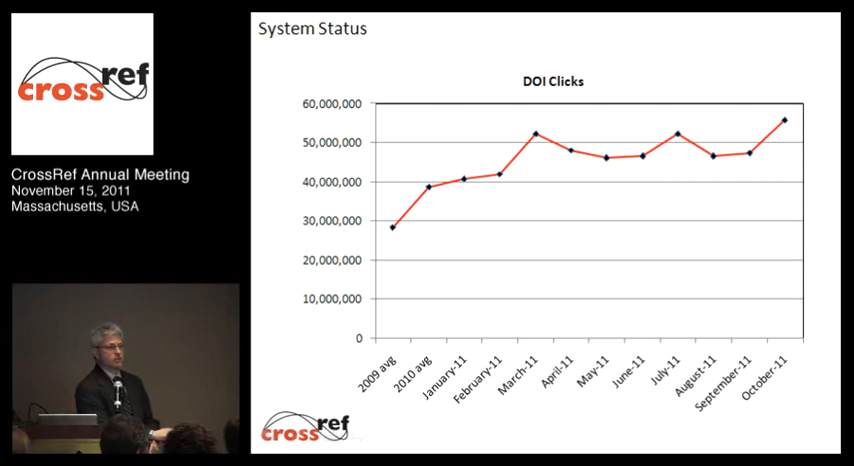 crossref
CrossRef Annual Meeting
November 15, 2011
Massachusetts, USA
System Status
DOI Clicks
60,000,000
50,000,000
40,000,000
30,000,000
20,000,000
10,000,000
0
2009 avg
2010 avg
January-11
February-11
March-11
April-11
May-11
June-11
July-11
August-11
September-11
October-11
crossref